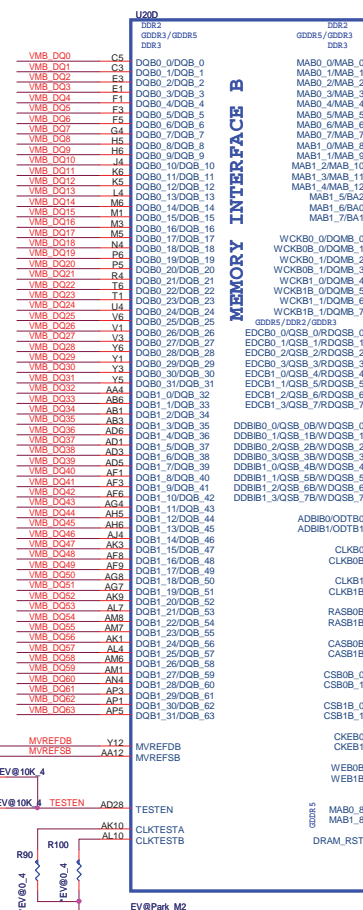 U20D
DDR2
GDDR3/GDDR5
DDR3
VMB_DQ0 C5 DQB0_0/DQB_0
VMB_DQ1 C3 DQB0_1/DQB_1
VMB_DQ2 E3 DQB0_2/DQB_2
VMB_DQ3 E1 DQB0_3/DQB_3
VMB_DQ4 F1 DQB0_4/DQB_4
VMB_DQ5 F3 DQB0_5/DQB_5
VMB_DQ6 F5 DQB0_6/DQB_6
VMB_DQ7 G4 DQB0_7/DQB_7
VMB_DQ8 H5 DQB0_8/DQB_8
VMB_DQ9 H6 DQB0_9/DQB_9
VMB_DQ10 J4 DQB0_10/DQB_10
VMB_DQ11 K6 DQB0_11/DQB_11
VMB_DQ12 K5 DQB0_12/DQB_12
VMB_DQ13 L4 DQB0_13/DQB_13
VMB_DQ14 M6 DQB0_14/DQB_14
VMB_DQ15 M1 DQB0_15/DQB_15
VMB_DQ16 M3 DQB0_16/DQB_16
VMB_DQ17 M5 DQB0_17/DQB_17
VMB_DQ18 N4 DQB0_18/DQB_18
VMB_DQ19 P6 DQB0_19/DQB_19
VMB_DQ20 P5 DQB0_20/DQB_20
VMB_DQ21 R4 DQB0_21/DQB_21
VMB_DQ22 T6 DQB0_22/DQB_22
VMB_DQ23 T1 DQB0_23/DQB_23
VMB_DQ24 U4 DQB0_24/DQB_24
VMB_DQ25 V6 DQB0_25/DQB_25
VMB_DQ26 V1 DQB0_26/DQB_26
VMB_DQ27 V3 DQB0_27/DQB_27
VMB_DQ28 Y6 DQB0_28/DQB_28
VMB_DQ29 Y1 DQB0_29/DQB_29
VMB_DQ30 Y3 DQB0_30/DQB_30
VMB_DQ31 Y5 DQB0_31/DQB_31
VMB_DQ32 AA4 DQB1_0/DQB_32
VMB_DQ33 AB6 DQB1_1/DQB_33
VMB_DQ34 AB1 DQB1_2/DQB_34
VMB_DQ35 AB3 DQB1_3/DQB_35
VMB_DQ36 AD6 DQB1_4/DQB_36
VMB_DQ37 AD1 DQB1_5/DQB_37
VMB_DQ38 AD3 DQB1_6/DQB_38
VMB_DQ39 AD5 DQB1_7/DQB_39
VMB_DQ40 AF1 DQB1_8/DQB_40
VMB_DQ41 AF3 DQB1_9/DQB_41
VMB_DQ42 AF6 DQB1_10/DQB_42
VMB_DQ43 AG4 DQB1_11/DQB_43
VMB_DQ44 AH5 DQB1_12/DQB_44
VMB_DQ45 AH6 DQB1_13/DQB_45
VMB_DQ46 AJ4 DQB1_14/DQB_46
VMB_DQ47 AK3 DQB1_15/DQB_47
VMB_DQ48 AF8 DQB1_16/DQB_48
VMB_DQ49 AF9 DQB1_17/DQB_49
VMB_DQ50 AG8 DQB1_18/DQB_50
VMB_DQ51 AG7 DQB1_19/DQB_51
VMB_DQ52 AK9 DQB1_20/DQB_52
VMB_DQ53 AL7 DQB1_21/DQB_53
VMB_DQ54 AM8 DQB1_22/DQB_54
VMB_DQ55 AM7 DQB1_23/DQB_55
VMB_DQ56 AK1 DQB1_24/DQB_56
VMB_DQ57 AL4 DQB1_25/DQB_57
VMB_DQ58 AM6 DQB1_26/DQB_58
VMB_DQ59 AM1 DQB1_27/DQB_59
VMB_DQ60 AN4 DQB1_28/DQB_60
VMB_DQ61 AP3 DQB1_29/DQB_61
VMB_DQ62 AP1 DQB1_30/DQB_62
VMB_DQ63 AP5 DQB1_31/DQB_63
MVREFDB Y12 MVREFDB
MVREFSB AA12 MVREFSB
EV@10K_4
EV@10K_4 TESTEN AD28 TESTEN
AK10 CLKTESTA
AL10 CLKTESTB
R90
R100
*EV@0_4
*EV@0_4
MEMORY INTERFACE B
DDR2
GDDR5/GDDR3
DDR3
MAB0_0/MAB_0
MAB0_1/MAB_1
MAB0_2/MAB_2
MAB0_3/MAB_3
MAB0_4/MAB_4
MAB0_5/MAB_5
MAB0_6/MAB_6
MAB0_7/MAB_7
MAB1_0/MAB_8
MAB1_1/MAB_9
MAB1_2/MAB_10
MAB1_3/MAB_11
MAB1_4/MAB_12
MAB1_5/BA2
MAB1_6/BA0
MAB1_7/BA1
WCKB0_0/DQMB_0
WCKB0B_0/DQMB_1
WCKB0_1/DQMB_2
WCKB0B_1/DQMB_3
WCKB1_0/DQMB_4
WCKB1B_0/DQMB_5
WCKB1_1/DQMB_6
WCKB1B_1/DQMB_7
GDDR5/DDR2/GDDR3
EDCB0_0/QSB_0/RDQSB_0
EDCB0_1/QSB_1/RDQSB_1
EDCB0_2/QSB_2/RDQSB_2
EDCB0_3/QSB_3/RDQSB_3
EDCB1_0/QSB_4/RDQSB_4
EDCB1_1/QSB_5/RDQSB_5
EDCB1_2/QSB_6/RDQSB_6
EDCB1_3/QSB_7/RDQSB_7
DDBIB0_0/QSB_0B/WDQSB_0
DDBIB0_1/QSB_1B/WDQSB_1
DDBIB0_2/QSB_2B/WDQSB_2
DDBIB0_3/QSB_3B/WDQSB_3
DDBIB1_0/QSB_4B/WDQSB_4
DDBIB1_1/QSB_5B/WDQSB_5
DDBIB1_2/QSB_6B/WDQSB_6
DDBIB1_3/QSB_7B/WDQSB_7
ADBIB0/ODTB0
ADBIB1/ODTB1
CLKB0
CLKB0B
CLKB1
CLKB1B
RASB0B
RASB1B
CASB0B
CASB1B
CSB0B_0
CSB0B_1
CSB1B_0
CSB1B_1
CKEB0
CKEB1
WEB0B
WEB1B
GDDR5
MAB0_8
MAB1_8
DRAM_RST
EV@Park_M2